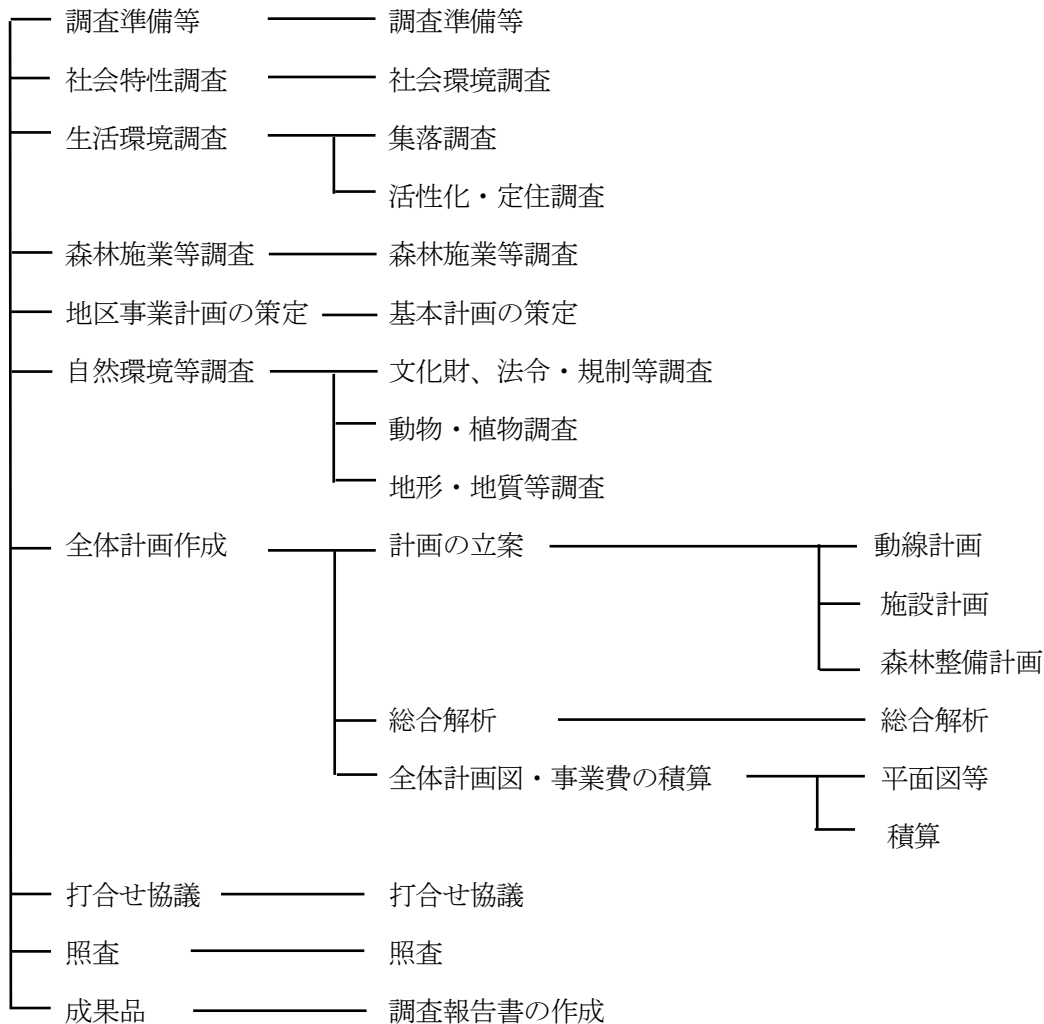 調査準備等 調査準備等
社会特性調査 社会環境調査
生活環境調査 集落調査
活性化・定住調査
森林施業等調査 森林施業等調査
地区事業計画の策定 基本計画の策定
自然環境等調査 文化財、法令・規制等調査
動物・植物調査
地形・地質等調査
全体計画作成 計画の立案 動線計画
施設計画
森林整備計画
総合解析 総合解析
全体計画図・事業費の積算 平面図等
積算
打合せ協議 打合せ協議
照査 照査
成果品 調査報告書の作成